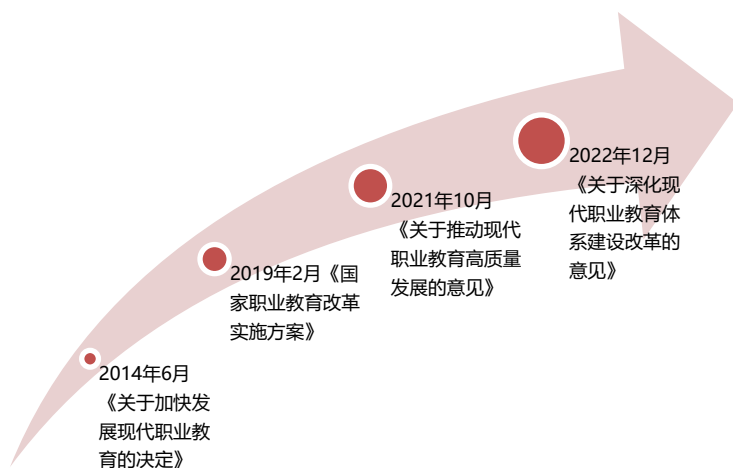 2022年12月
《关于深化现
代职业教育体
系建设改革的
意见》
2021年10月
《关于推动现代
职业教育高质量
发展的意见》
2019年2月《国
家职业教育改革
实施方案》
2014年6月
《关于加快发
展现代职业教
育的决定》